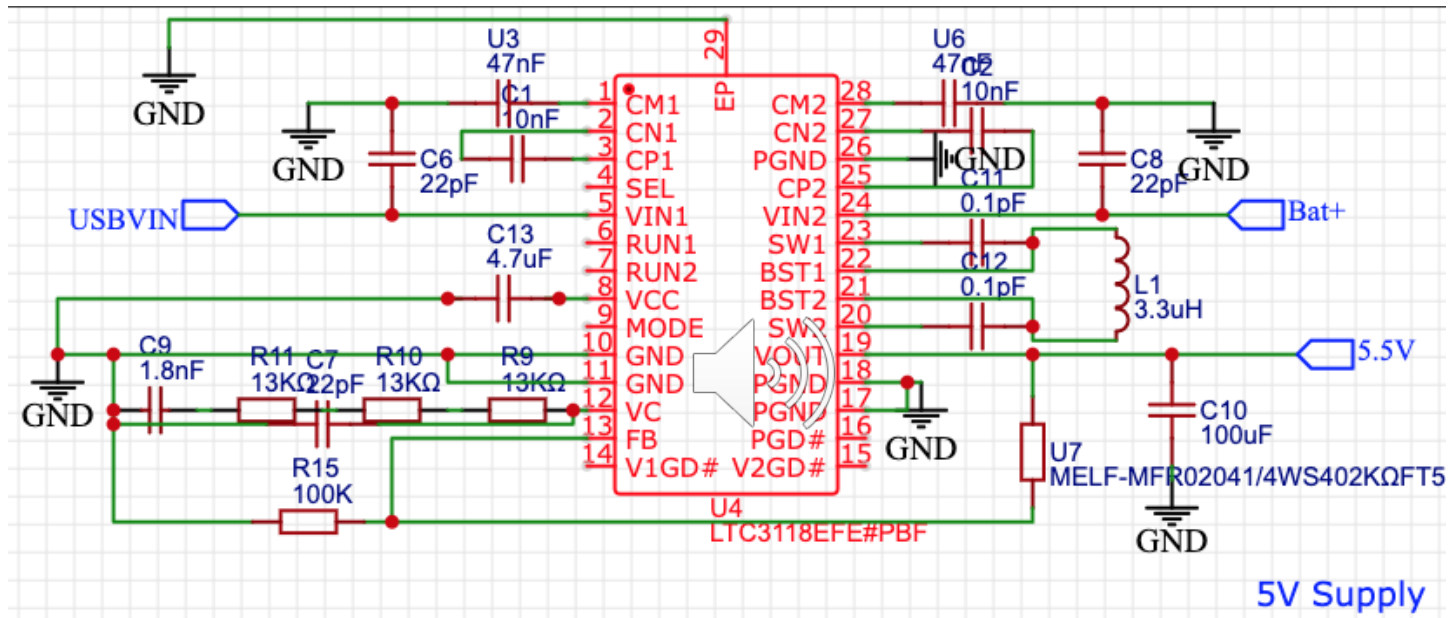 29
EP
GND
GND
U3
47nF
C1
10nF
U6
47nF
C2
10nF
1
2
3
4
5
6
7
8
9
10
11
12
13
14
CM1
CN1
CP1
SEL
VIN1
RUN1
RUN2
VCC
MODE
GND
GND
VC
FB
V1GD#
CM2
CN2
PGND
CP2
VIN2
SW1
BST1
BST2
SW2
VOUT
PGND
PGND
PGD#
V2GD#
28
27
26
25
24
23
22
21
20
19
18
17
16
15
GND
GND
C6
22pF
C8
22pF
USBVIN
Bat+
C11
0.1pF
C12
0.1pF
C13
4.7uF
L1
3.3uH
5.5V
GND
C9
1.8nF
R11
13KΩ
C7
22pF
R10
13KΩ
R9
13KΩ
R15
100K
GND
C10
100uF
U7
MELF-MFR02041/4WS402KΩFT5
GND
U4
LTC3118EFE#PBF
5V Supply